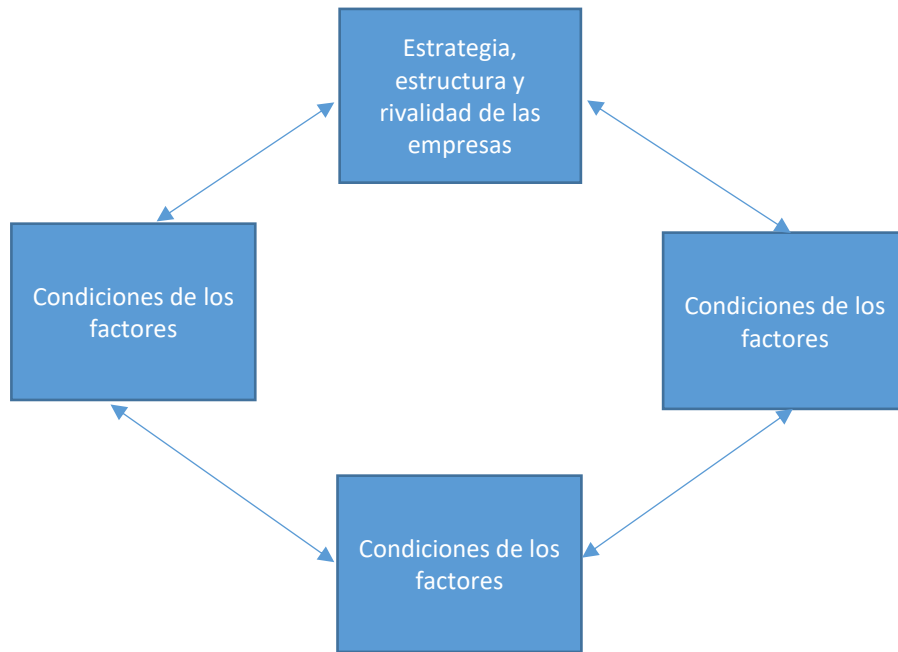 Estrategia,
estructura y
rivalidad de las
empresas
Condiciones de los
factores
Condiciones de los
factores
Condiciones de los
factores